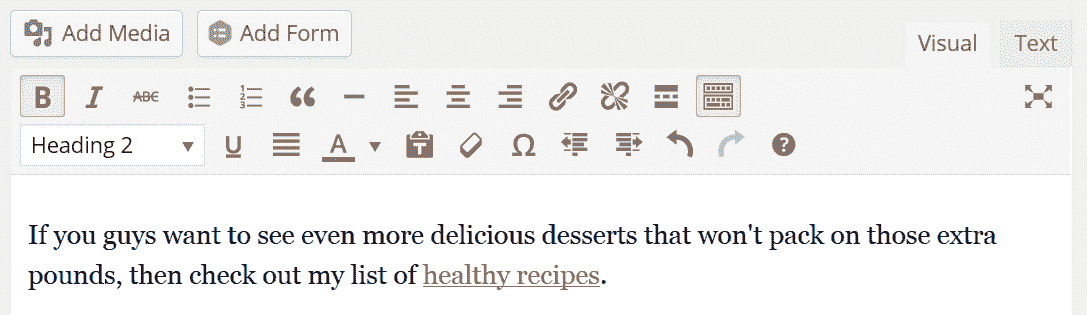 Add Media Add Form
Visual Text
B I ABC
Heading 2 U A Ω ?
If you guys want to see even more delicious desserts that won't pack on those extra
pounds, then check out my list of healthy recipes.